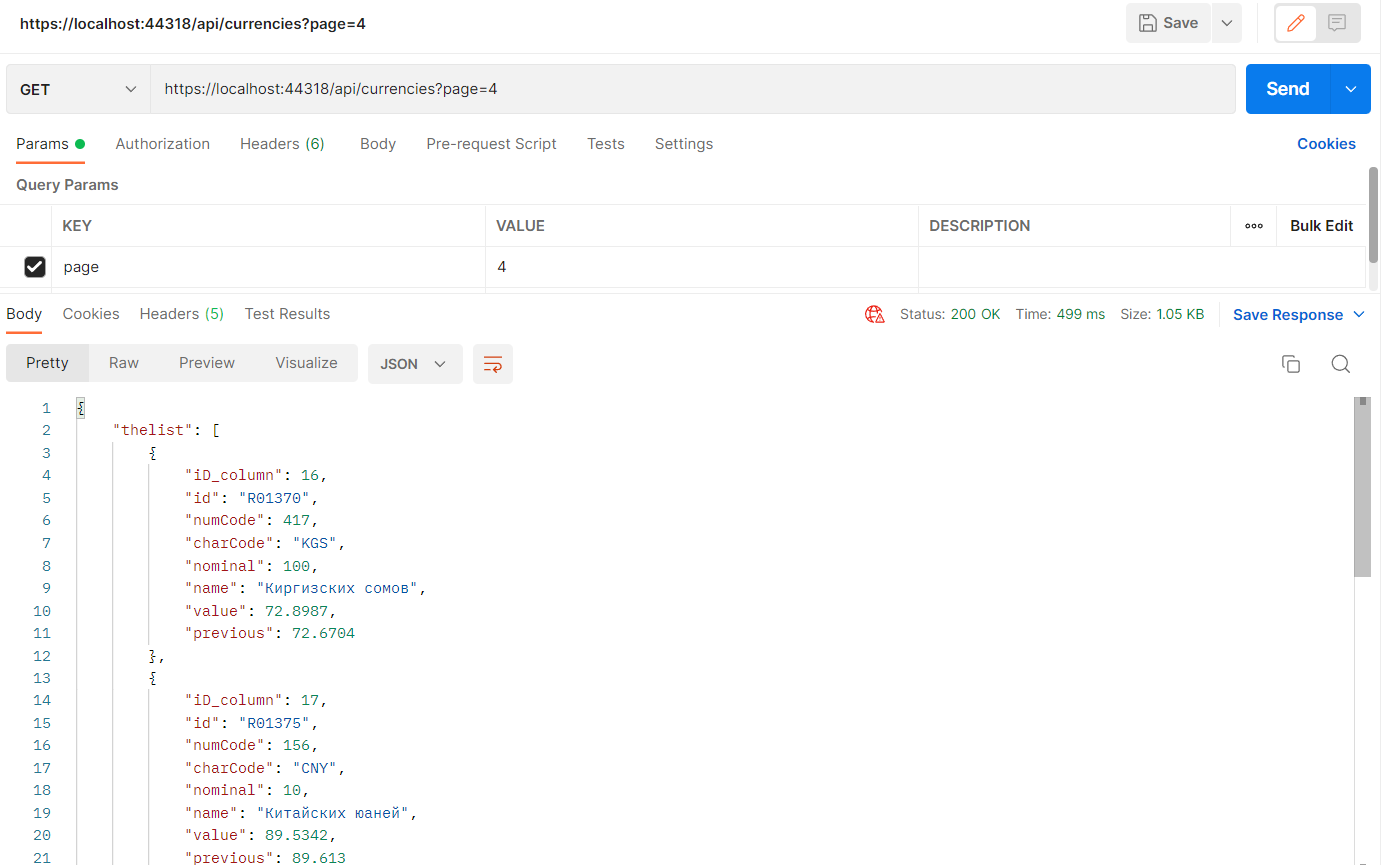 https://localhost:44318/api/currencies?page=4
Save
GET https://localhost:44318/api/currencies?page=4 Send
Params Authorization Headers (6) Body Pre-request Script Tests Settings Cookies
Query Params
KEY VALUE DESCRIPTION Bulk Edit
page 4
Body Cookies Headers (5) Test Results Status: 200 OK Time: 499 ms Size: 1.05 KB Save Response
Pretty Raw Preview Visualize JSON
1 {
2 "thelist": [
3 {
4 "iD_column": 16,
5 "id": "R01370",
6 "numCode": 417,
7 "charCode": "KGS",
8 "nominal": 100,
9 "name": "Киргизских сомов",
10 "value": 72.8987,
11 "previous": 72.6704
12 },
13 {
14 "iD_column": 17,
15 "id": "R01375",
16 "numCode": 156,
17 "charCode": "CNY",
18 "nominal": 10,
19 "name": "Китайских юаней",
20 "value": 89.5342,
21 "previous": 89.613